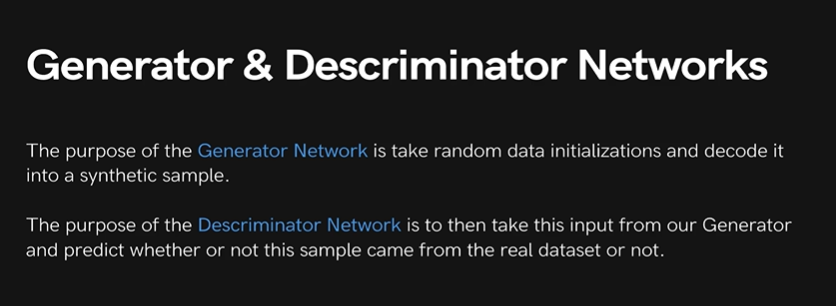 Generator & Descriminator Networks
The purpose of the Generator Network is take random data initializations and decode it
into a synthetic sample.
The purpose of the Descriminator Network is to then take this input from our Generator
and predict whether or not this sample came from the real dataset or not.